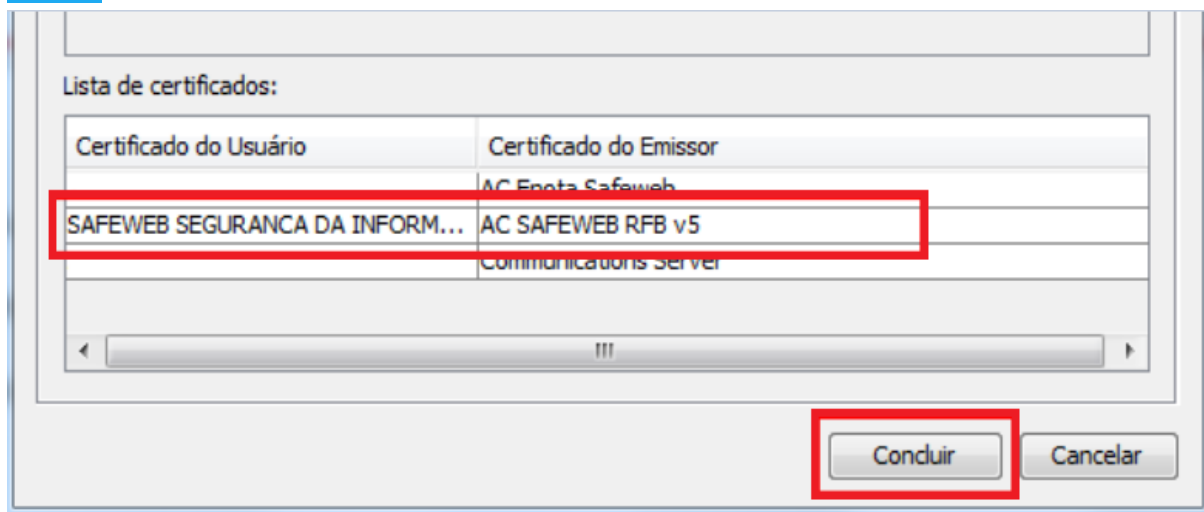 Lista de certificados:
Certificado do Usuário Certificado do Emissor
AC Enota Safeweb
SAFEWEB SEGURANCA DA INFORM... AC SAFEWEB RFB v5
Communications Server
Concluir Cancelar